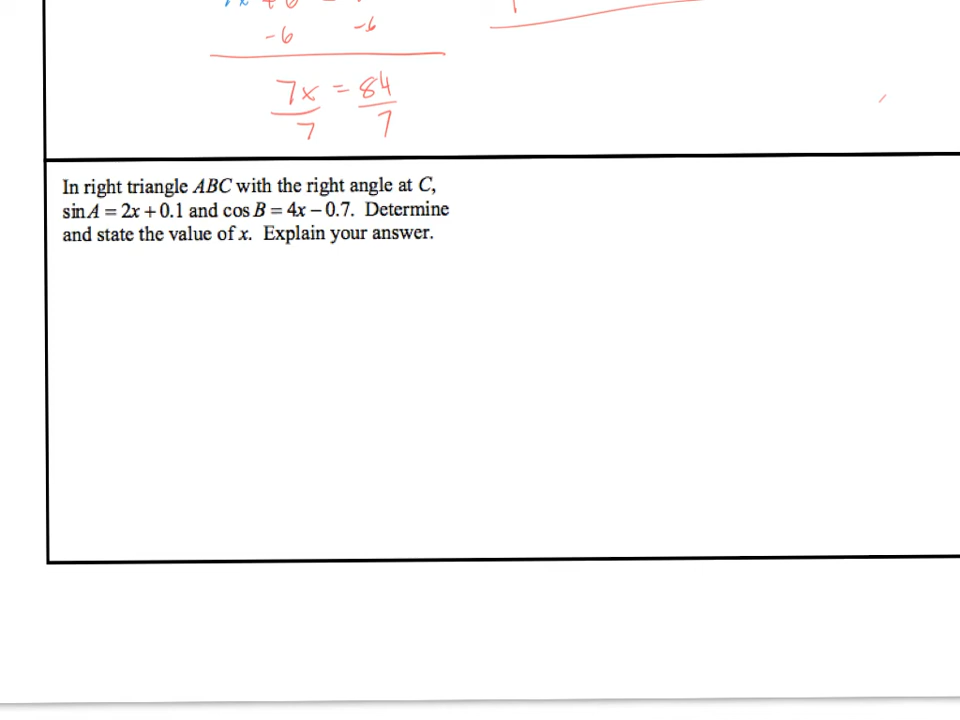 -6 -6
7x = 84
7 7
In right triangle ABC with the right angle at C,
sin A = 2x + 0.1 and cos B = 4x – 0.7. Determine
and state the value of x. Explain your answer.